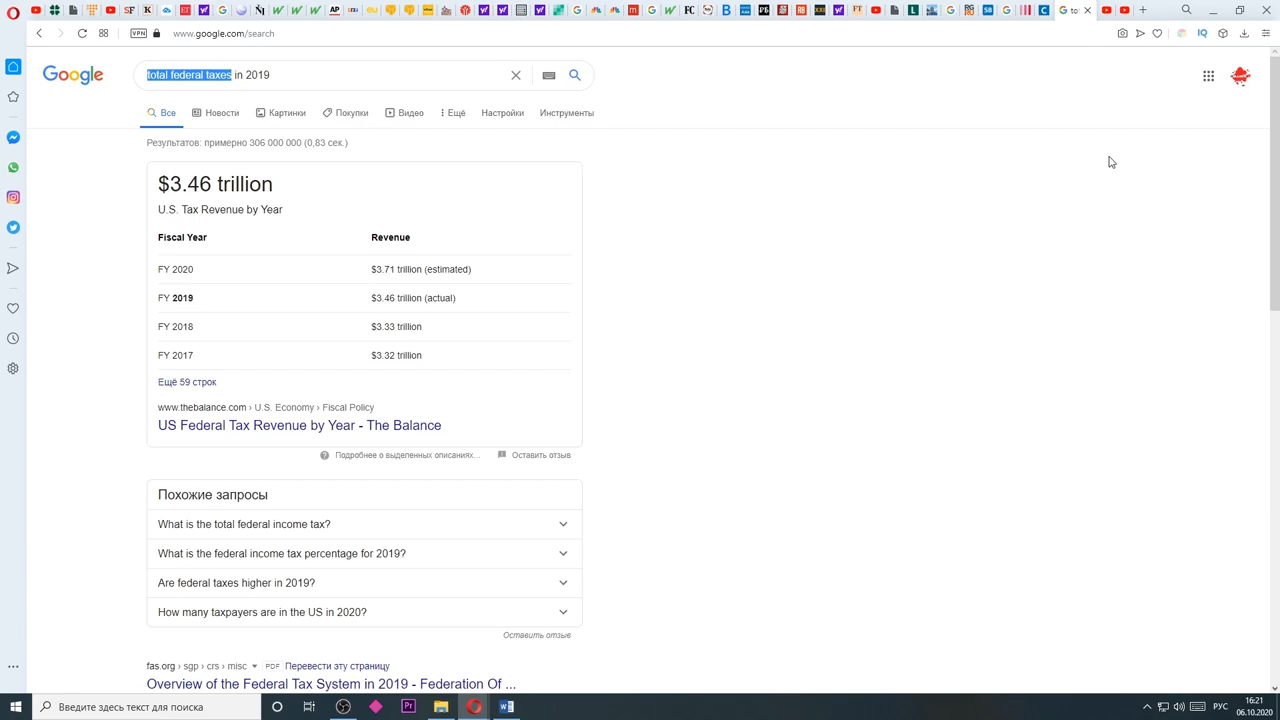 VPN www.google.com/search
Google total federal taxes in 2019
Все Новости Картинки Покупки Видео Ещё Настройки Инструменты
Результатов: примерно 306 000 000 (0,83 сек.)
$3.46 trillion
U.S. Tax Revenue by Year
Fiscal Year Revenue
FY 2020 $3.71 trillion (estimated)
FY 2019 $3.46 trillion (actual)
FY 2018 $3.33 trillion
FY 2017 $3.32 trillion
Ещё 59 строк
www.thebalance.com › U.S. Economy › Fiscal Policy
US Federal Tax Revenue by Year - The Balance
Подробнее о выделенных описаниях... Оставить отзыв
Похожие запросы
What is the total federal income tax?
What is the federal income tax percentage for 2019?
Are federal taxes higher in 2019?
How many taxpayers are in the US in 2020?
Оставить отзыв
fas.org › sgp › crs › misc PDF Перевести эту страницу
Overview of the Federal Tax System in 2019 - Federation Of ...
Введите здесь текст для поиска
РУС
16:21
06.10.2020